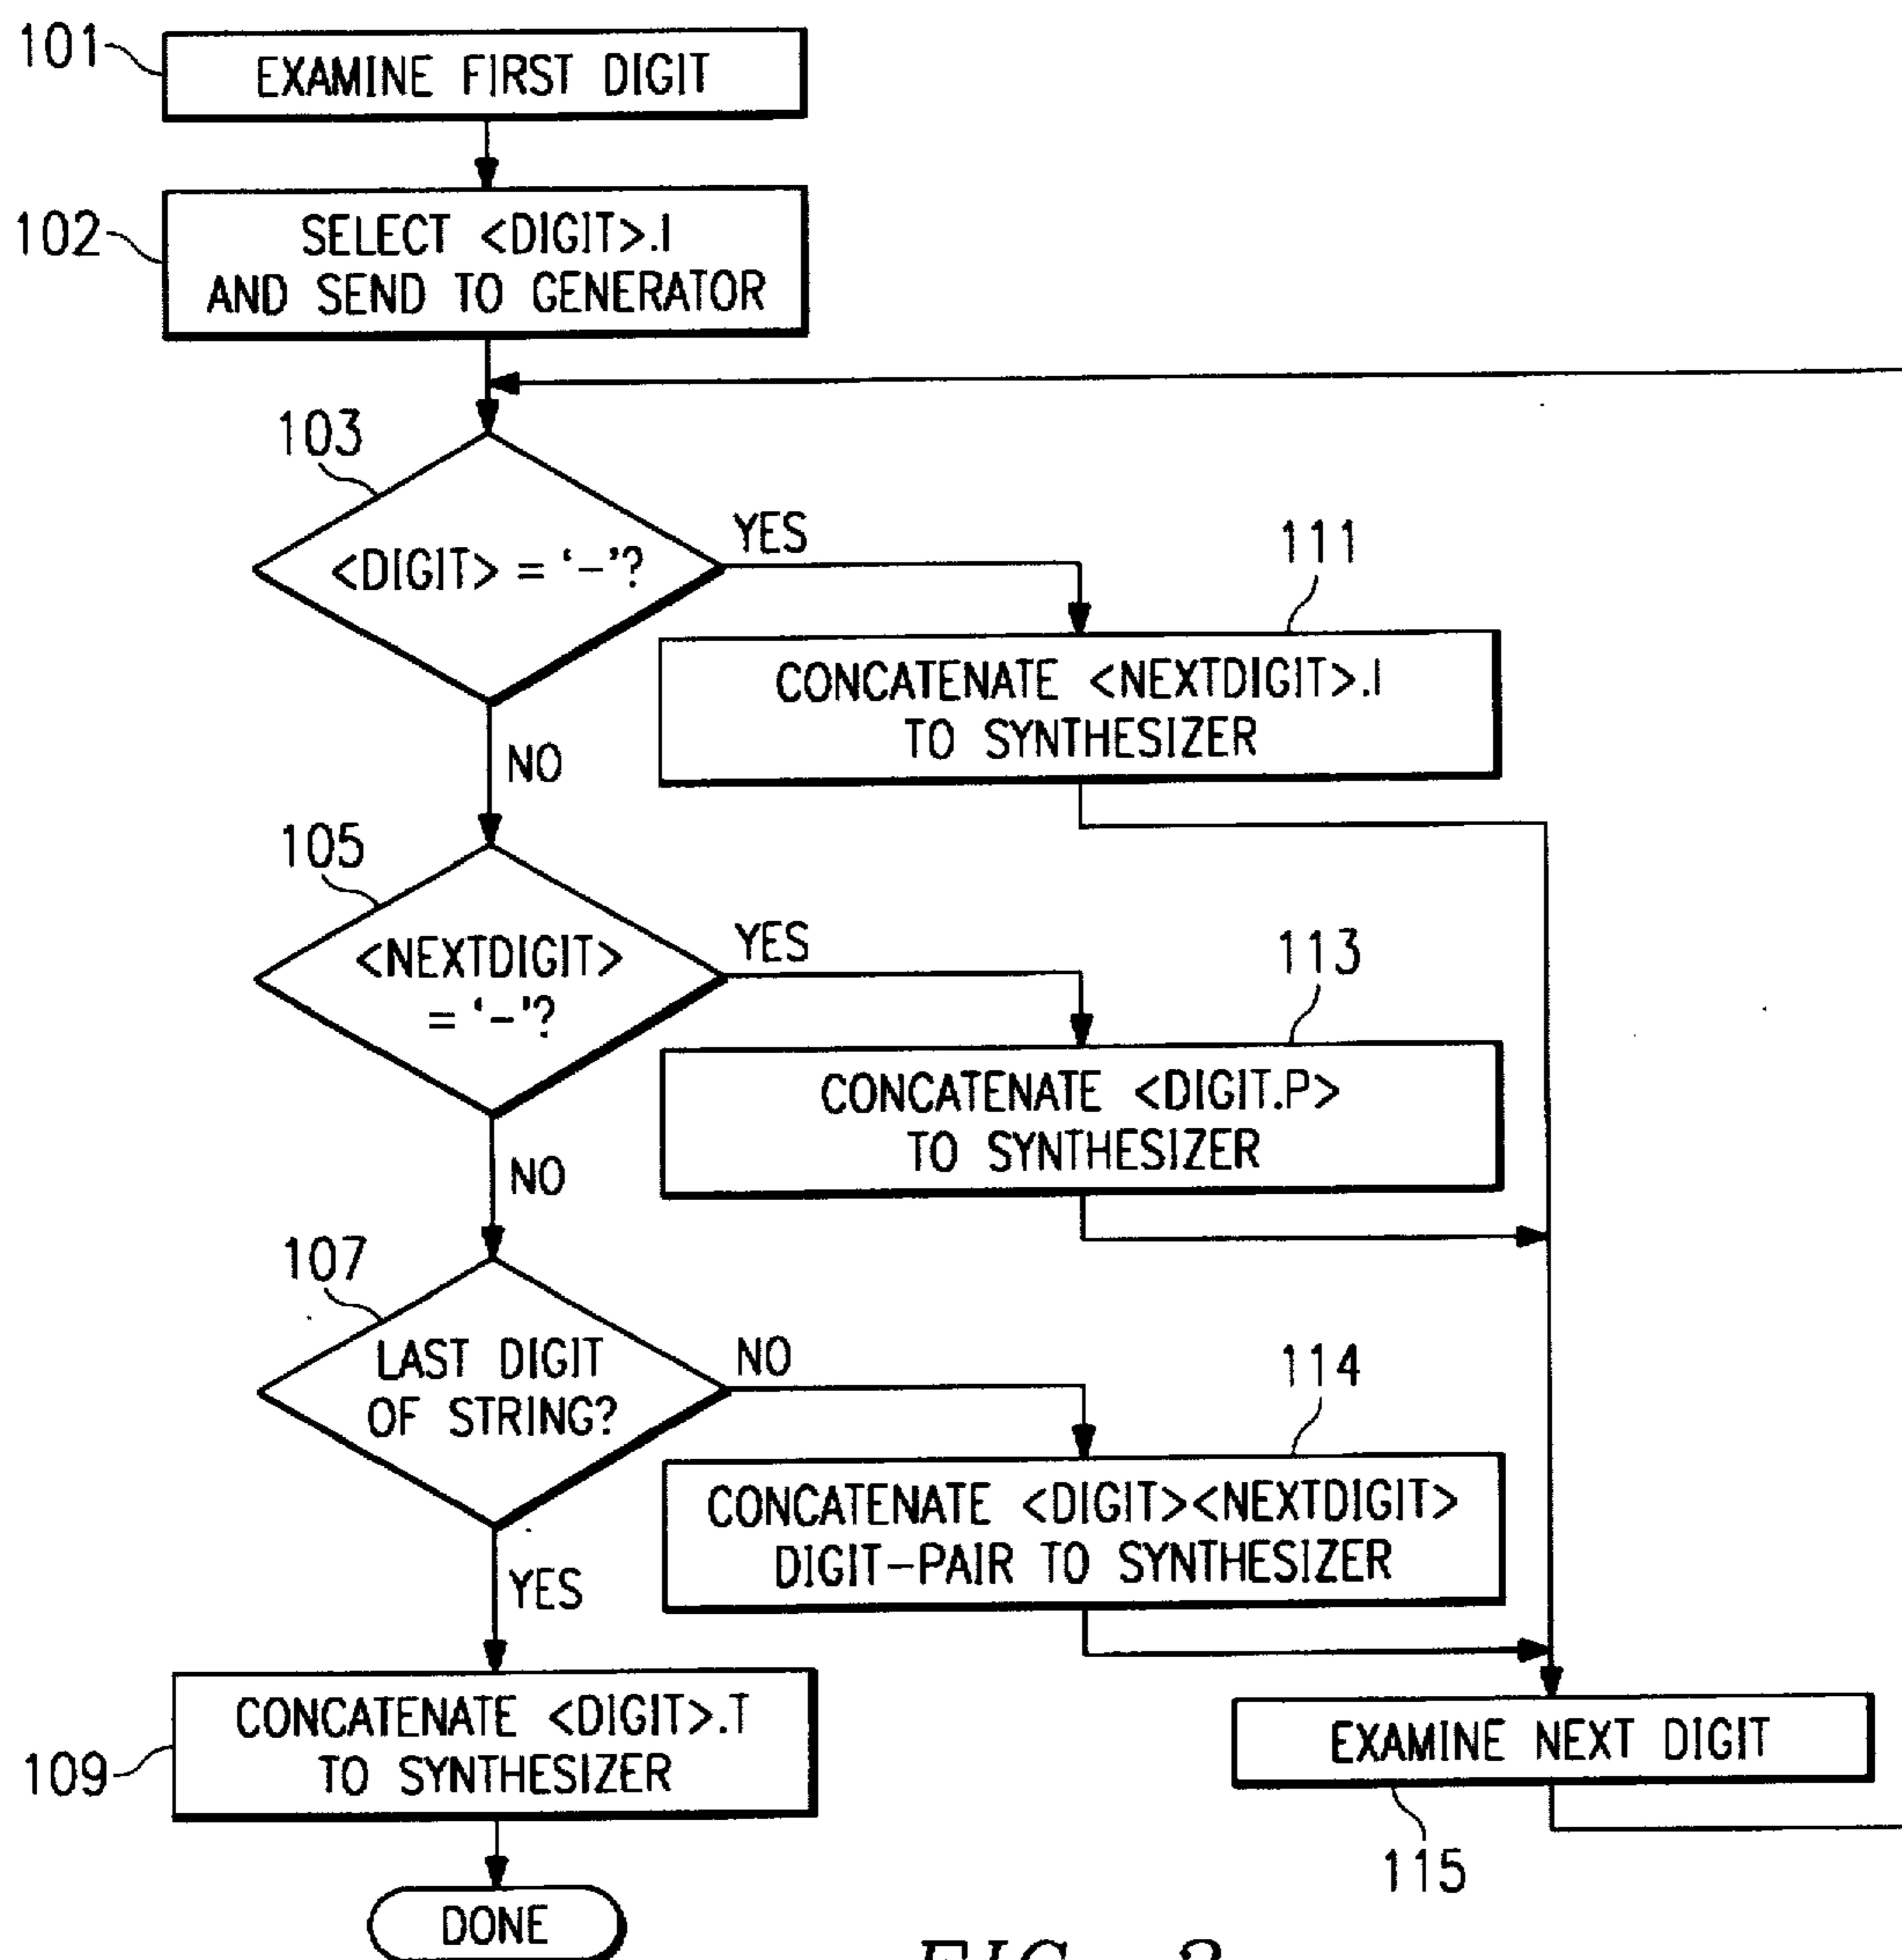 101
EXAMINE FIRST DIGIT
102
SELECT <DIGIT>.I
AND SEND TO GENERATOR
103
<DIGIT> = ‘-’?
YES
NO
111
CONCATENATE <NEXTDIGIT>.I
TO SYNTHESIZER
105
<NEXTDIGIT>
= ‘-’?
YES
NO
113
CONCATENATE <DIGIT.P>
TO SYNTHESIZER
107
LAST DIGIT
OF STRING?
NO
YES
114
CONCATENATE <DIGIT><NEXTDIGIT>
DIGIT-PAIR TO SYNTHESIZER
109
CONCATENATE <DIGIT>.T
TO SYNTHESIZER
EXAMINE NEXT DIGIT
115
DONE